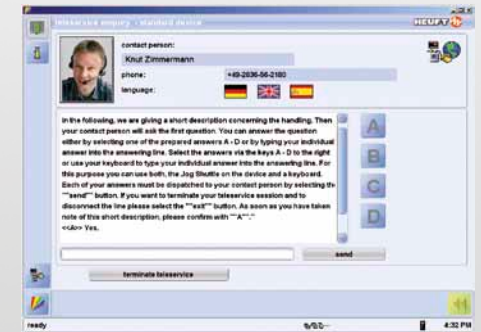 teleservice enquiry - standard device
HEUFT
contact person:
Knut Zimmermann
phone:
+49-2636-56-2180
language:
In the following, we are giving a short description concerning the handling. Then
your contact person will ask the first question. You can answer the question
either by selecting one of the prepared answers A - D or by typing your individual
answer into the answering line. Select the answers via the keys A - D to the right
or use your keyboard to type your individual answer into the answering line. For
this purpose you can use both, the Jog Shuttle on the device and a keyboard.
Each of your answers must be dispatched to your contact person by selecting th
""send"" button. If you want to terminate your teleservice session and to
disconnect the line please select the ""exit"" button. As soon as you have taken
note of this short description, please confirm with ""A""."
<<A>> Yes.
A
B
C
D
send
terminate teleservice
ready
4:32 PM